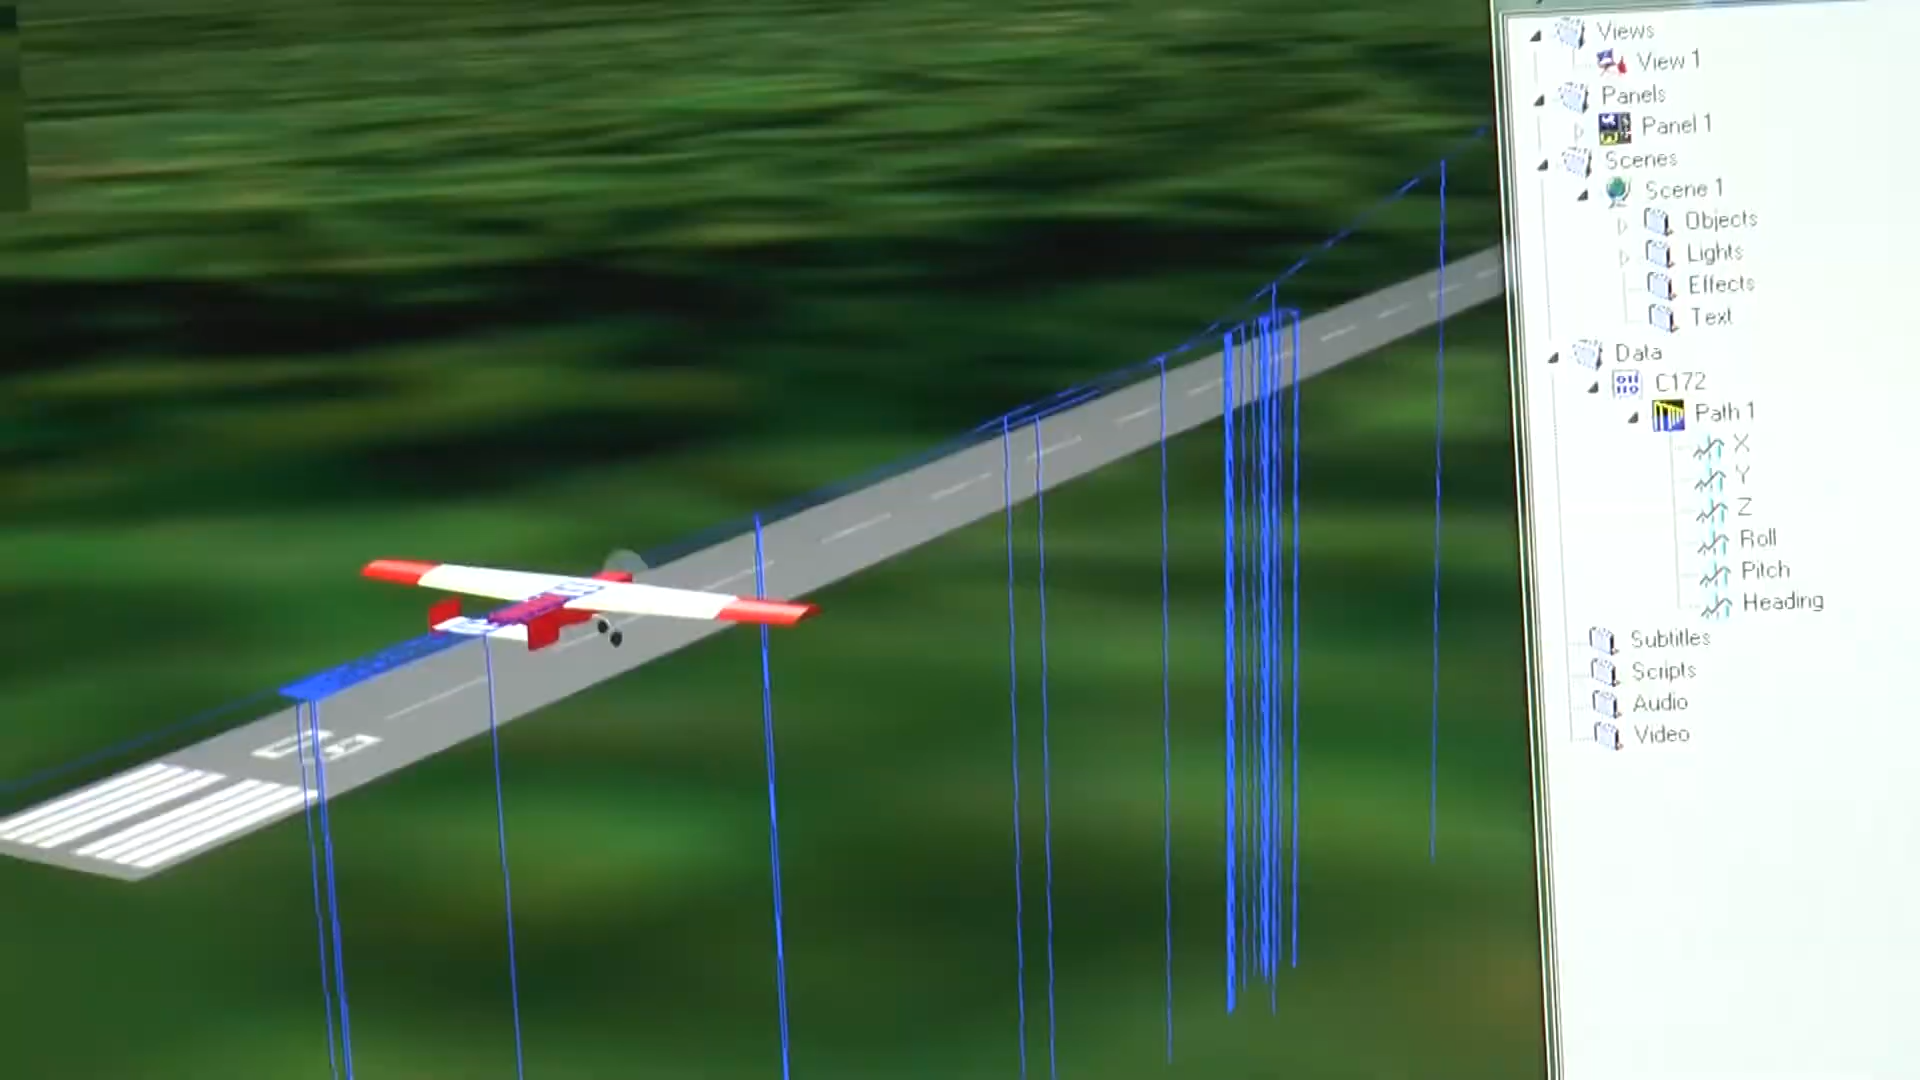 Views
View 1
Panels
Panel 1
Scenes
Scene 1
Objects
Lights
Effects
Text
Data
C172
Path 1
X
Y
Z
Roll
Pitch
Heading
Subtitles
Scripts
Audio
Video